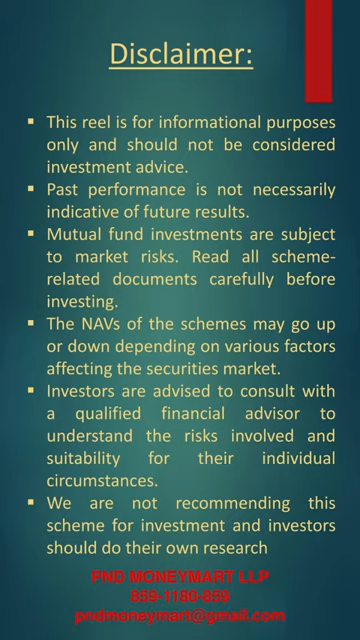 Disclaimer:
▪ This reel is for informational purposes
only and should not be considered
investment advice.
▪ Past performance is not necessarily
indicative of future results.
▪ Mutual fund investments are subject
to market risks. Read all scheme-
related documents carefully before
investing.
▪ The NAVs of the schemes may go up
or down depending on various factors
affecting the securities market.
▪ Investors are advised to consult with
a qualified financial advisor to
understand the risks involved and
suitability for their individual
circumstances.
▪ We are not recommending this
scheme for investment and investors
should do their own research
PND MONEYMART LLP
859-1180-859
pndmoneymart@gmail.com